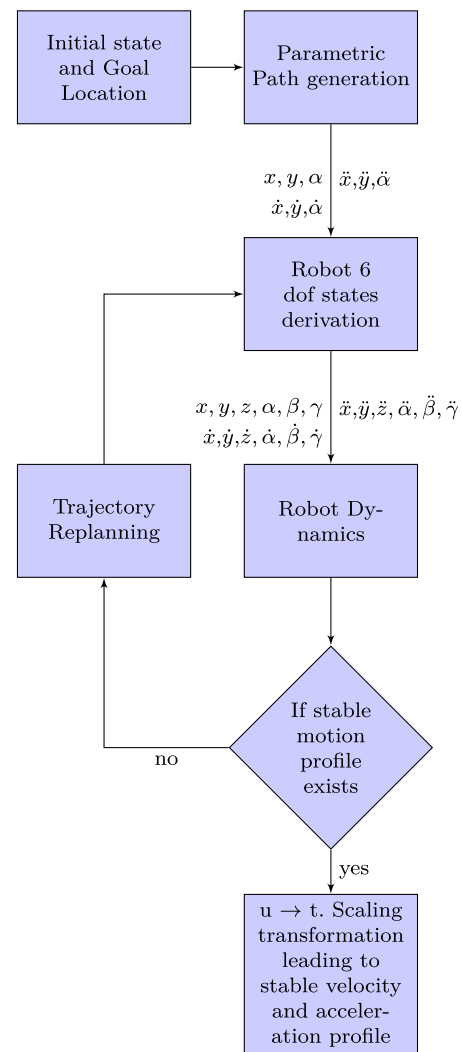 Initial state
and Goal
Location
Parametric
Path generation
x, y, α
ẋ,ẏ,α̇
ẍ,ÿ,α̈
Robot 6
dof states
derivation
x, y, z, α, β, γ
ẋ,ẏ,ż, α̇, β̇, γ̇
ẍ,ÿ,z̈, α̈, β̈, γ̈
Trajectory
Replanning
Robot Dy-
namics
If stable
motion
profile
exists
no
yes
u → t. Scaling
transformation
leading to
stable velocity
and acceler-
ation profile